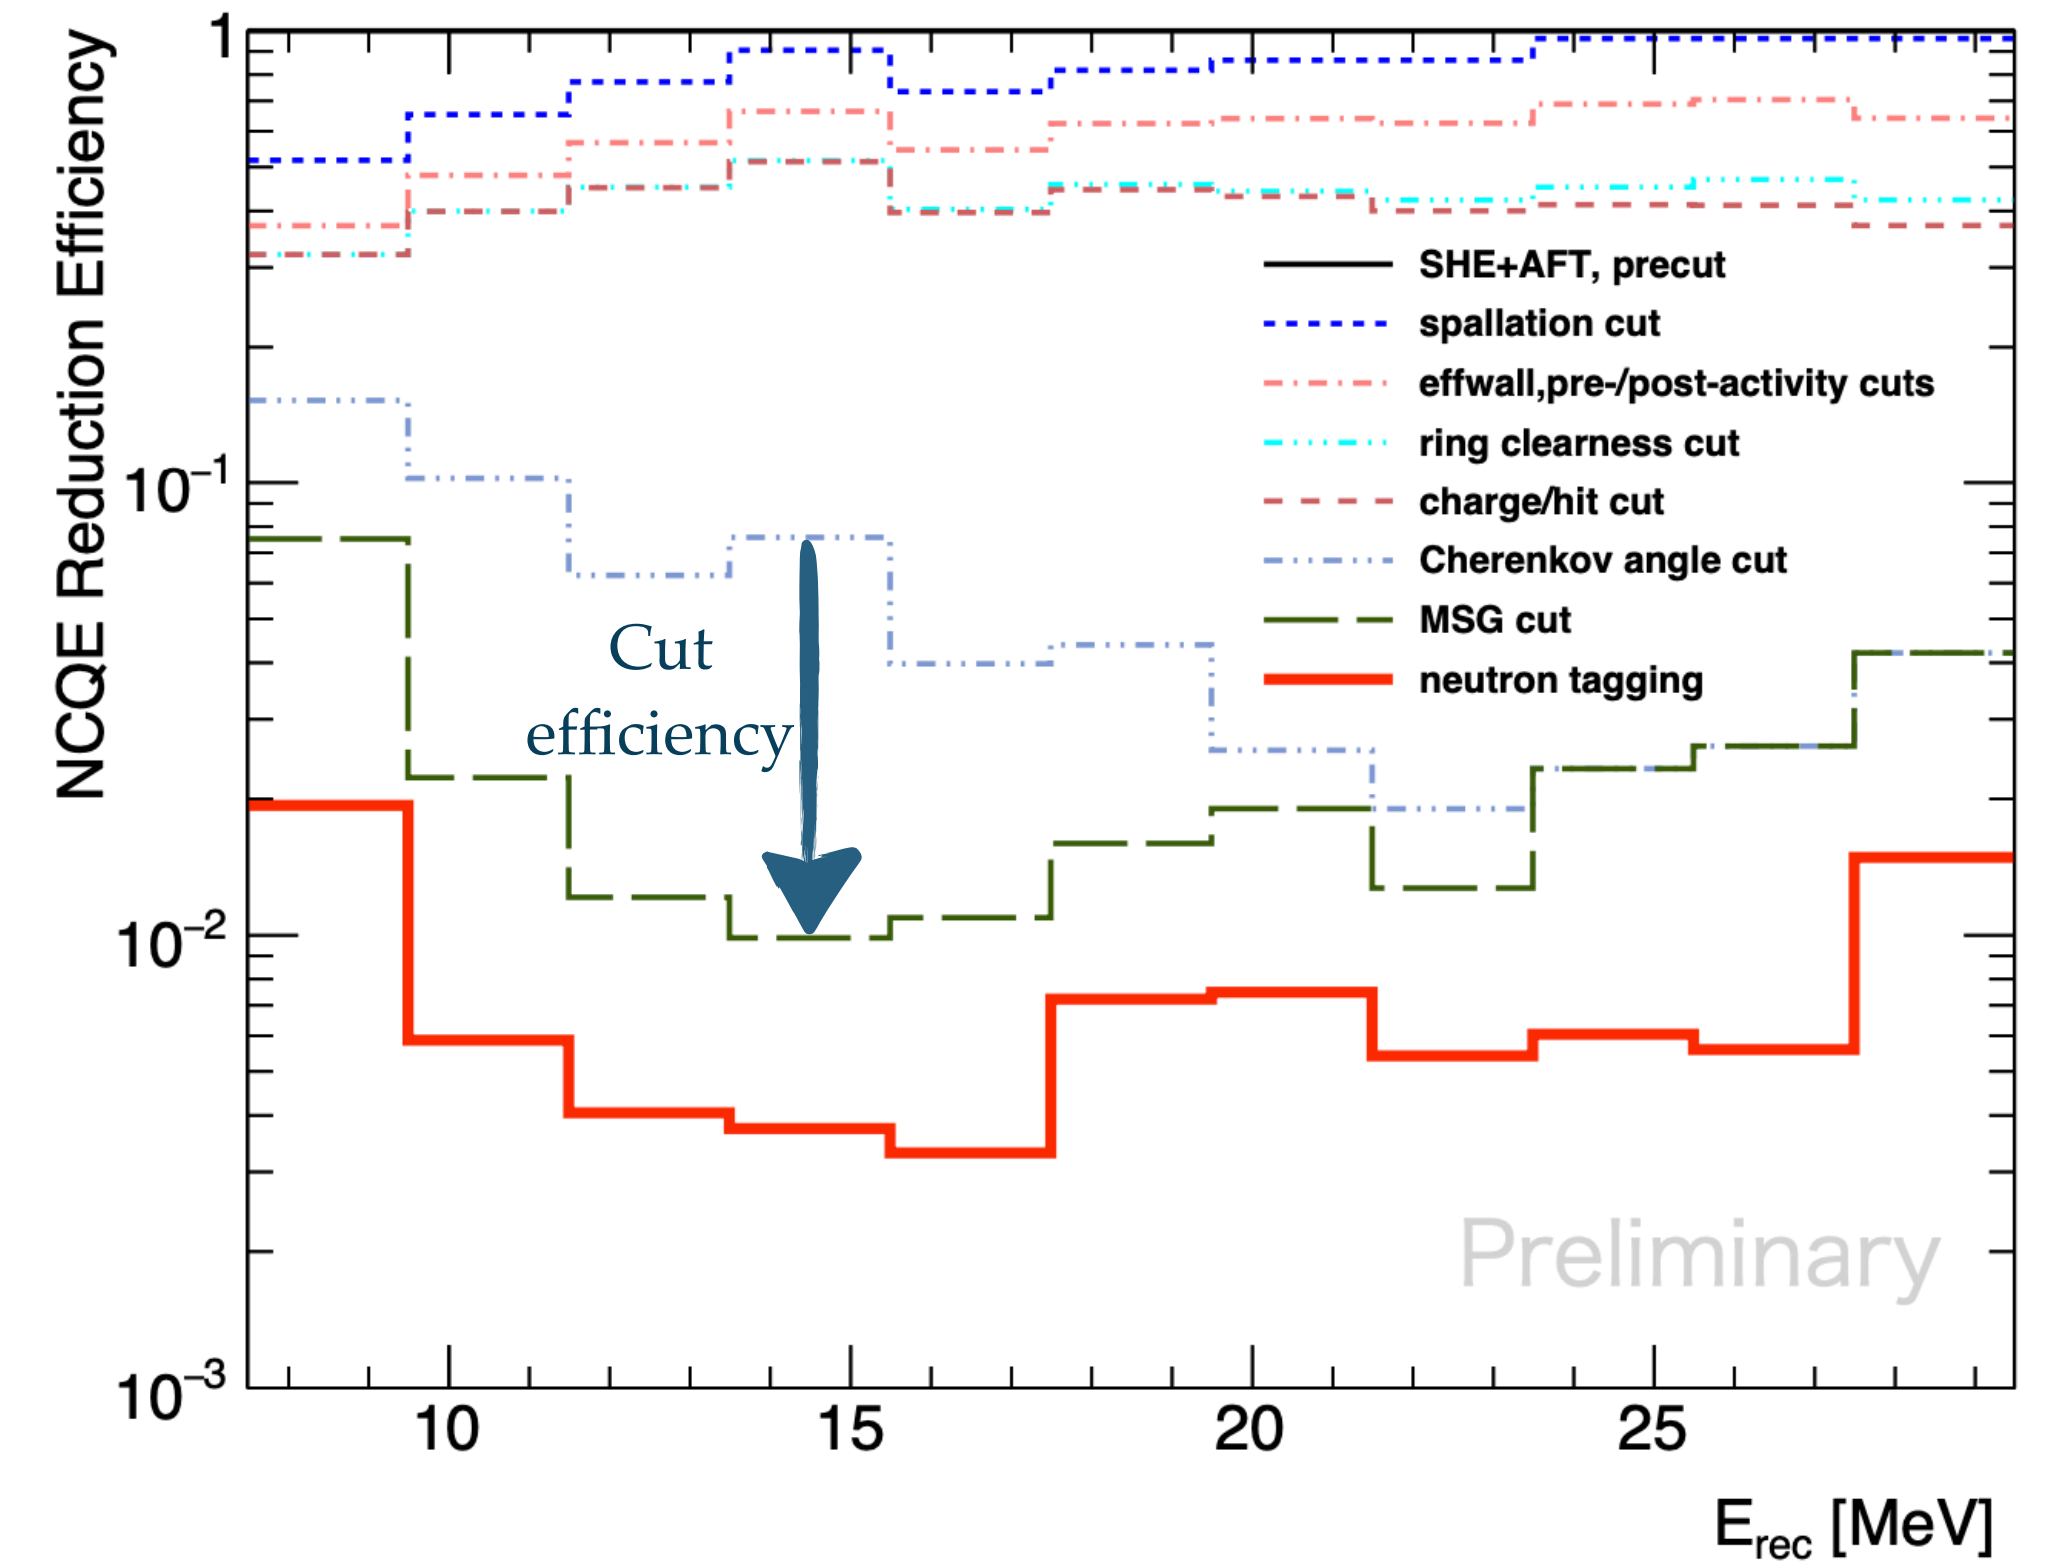 NCQE Reduction Efficiency
1
10⁻¹
10⁻²
10⁻³
SHE+AFT, precut
spallation cut
effwall,pre-/post-activity cuts
ring clearness cut
charge/hit cut
Cherenkov angle cut
MSG cut
neutron tagging
Cut
efficiency
Preliminary
10 15 20 25
E_rec [MeV]